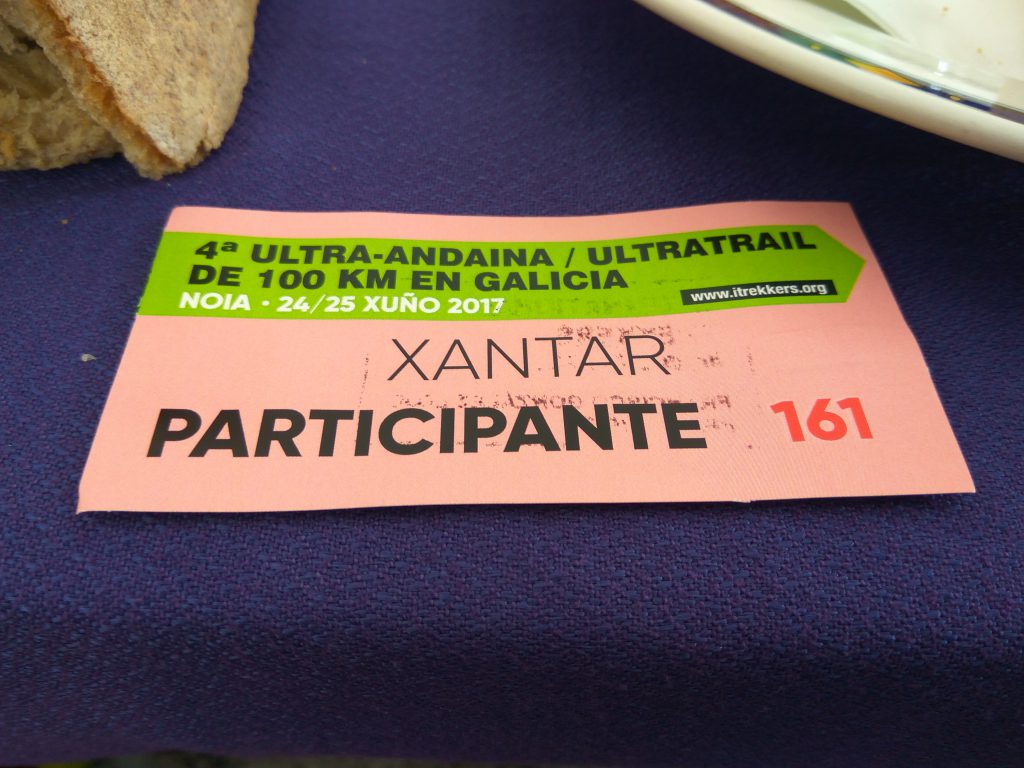 4ª ULTRA-ANDAINA / ULTRATRAIL
DE 100 KM EN GALICIA
NOIA • 24/25 XUÑO 2017
www.itrekkers.org
XANTAR
PARTICIPANTE 161